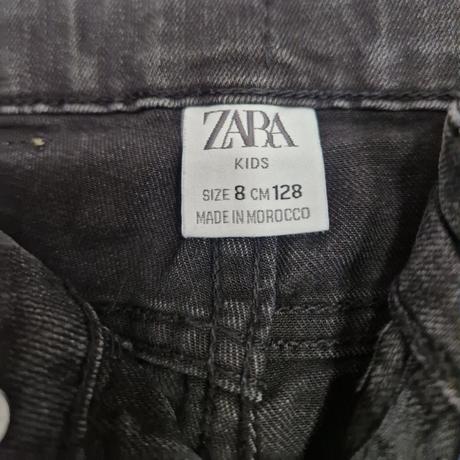 ZARA
KIDS
SIZE 8 CM 128
MADE IN MOROCCO